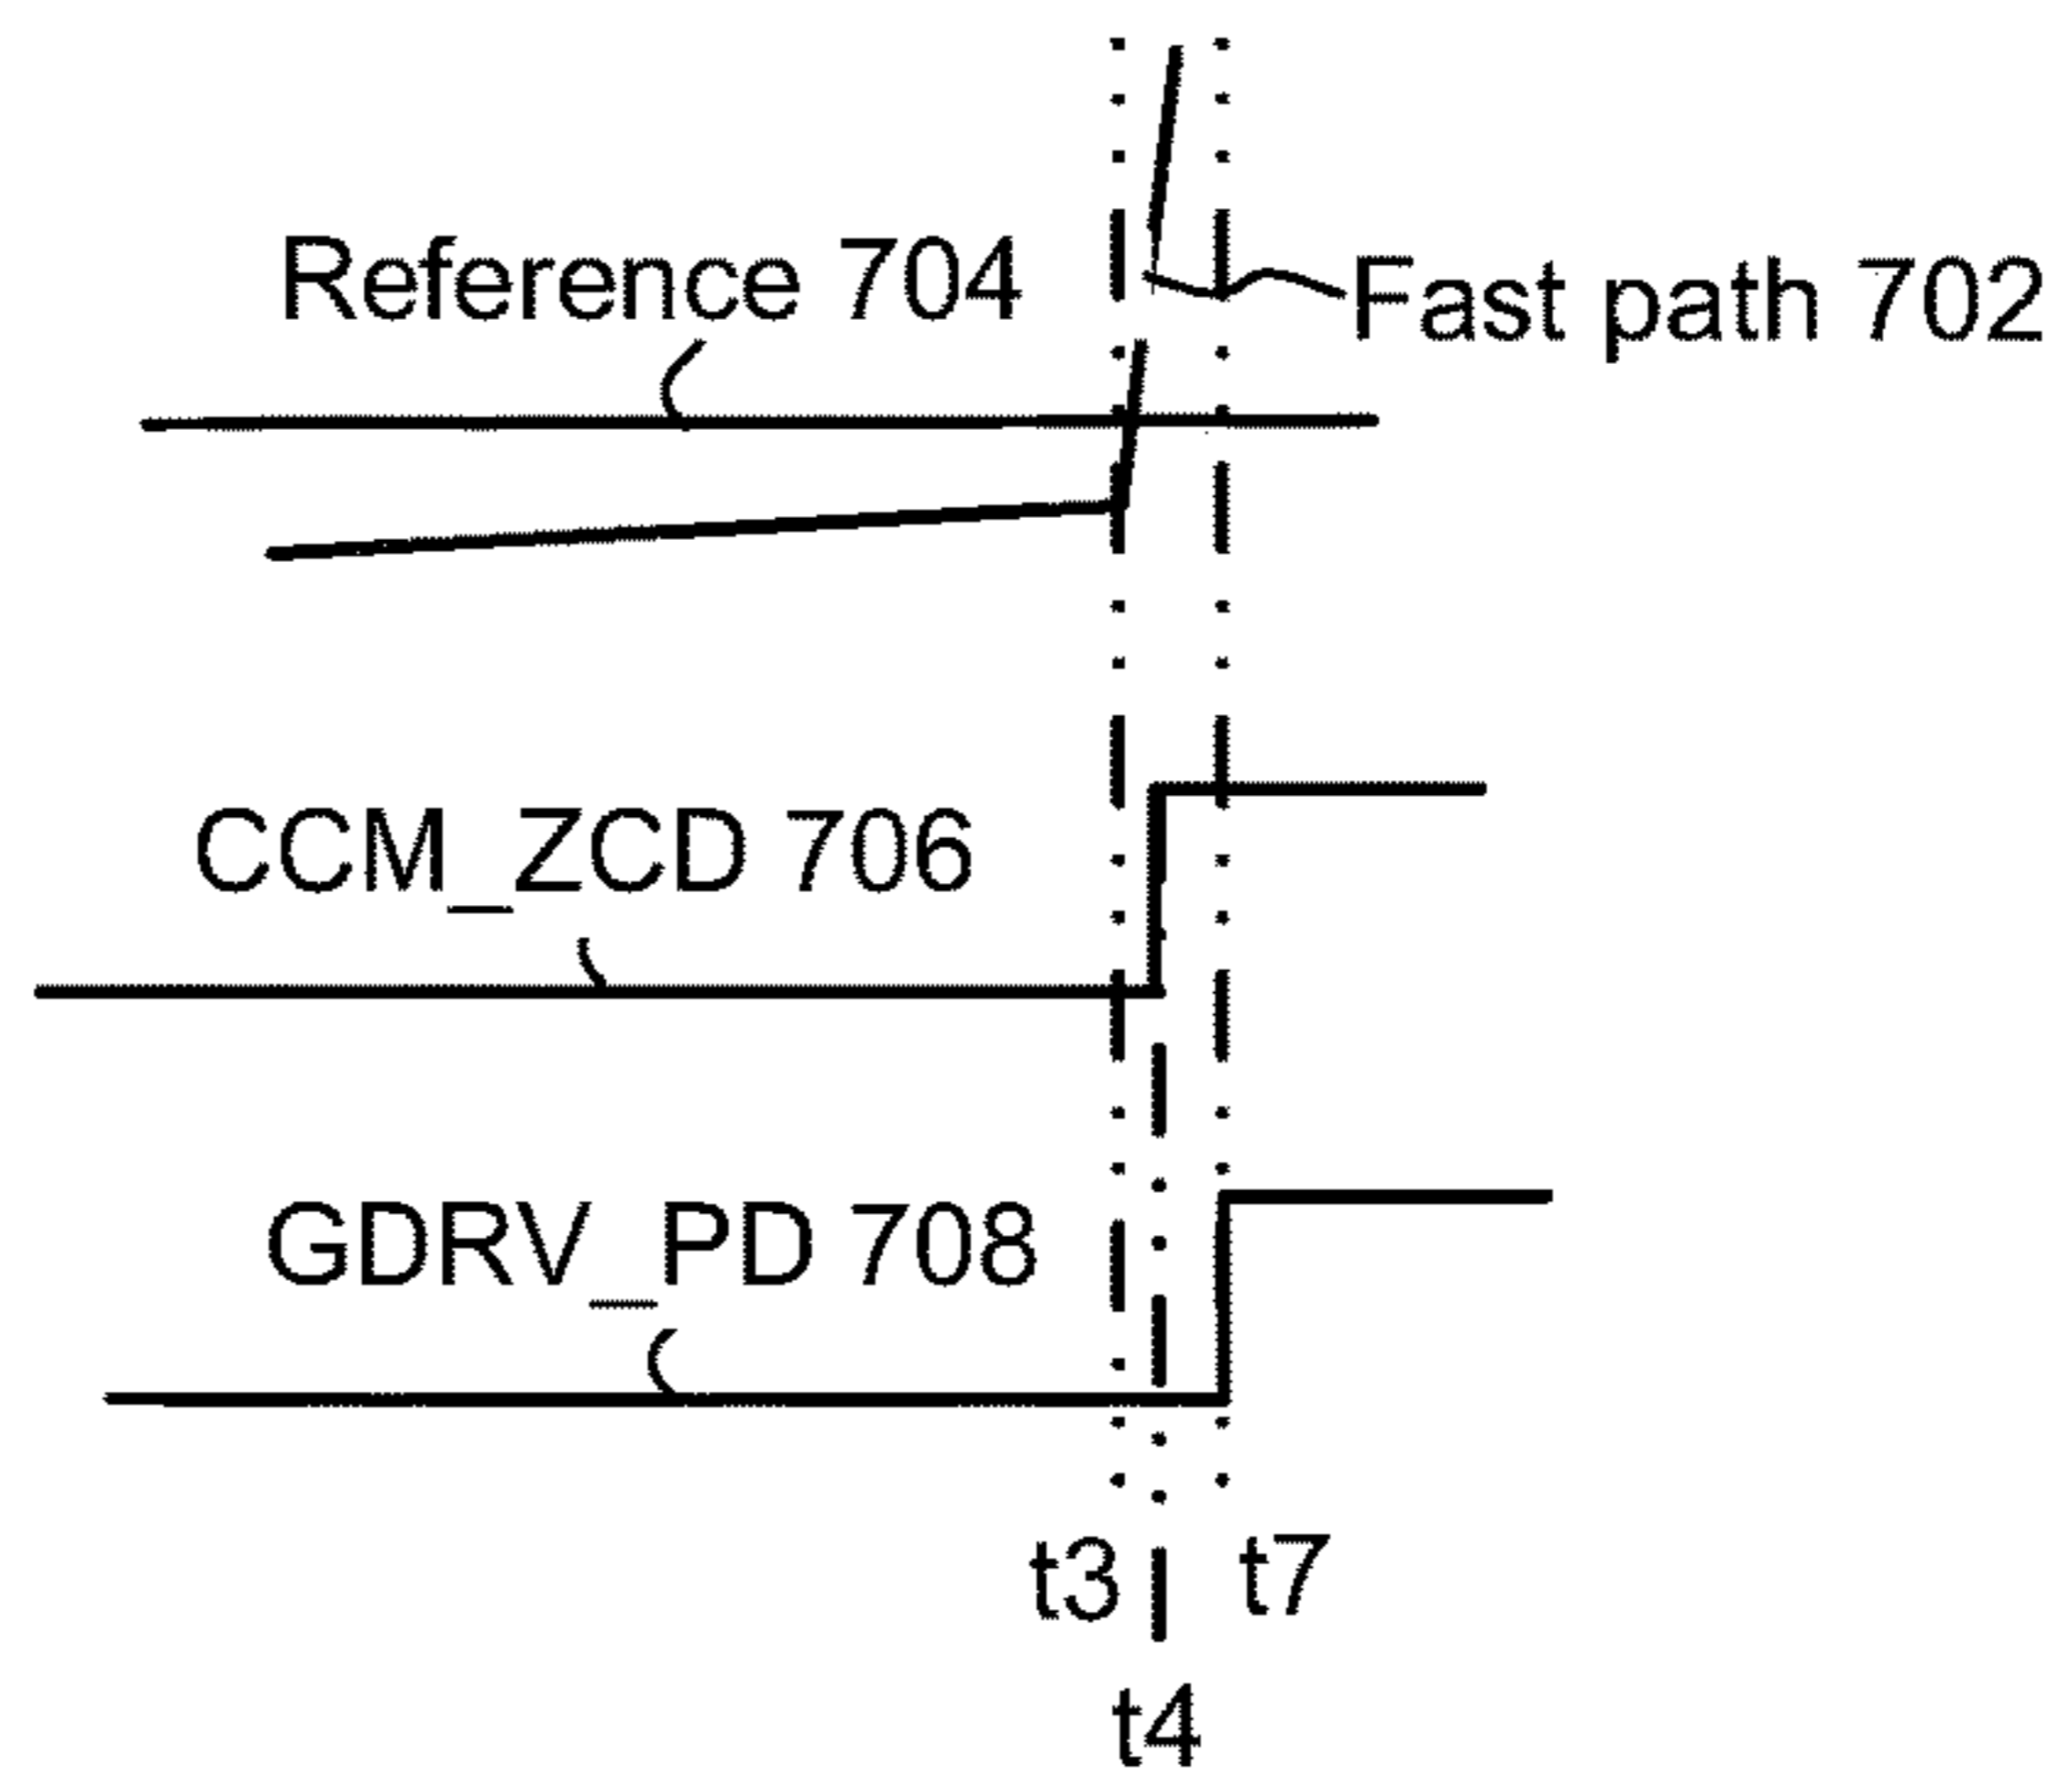 Reference 704
Fast path 702
CCM_ZCD 706
GDRV_PD 708
t3
t7
t4